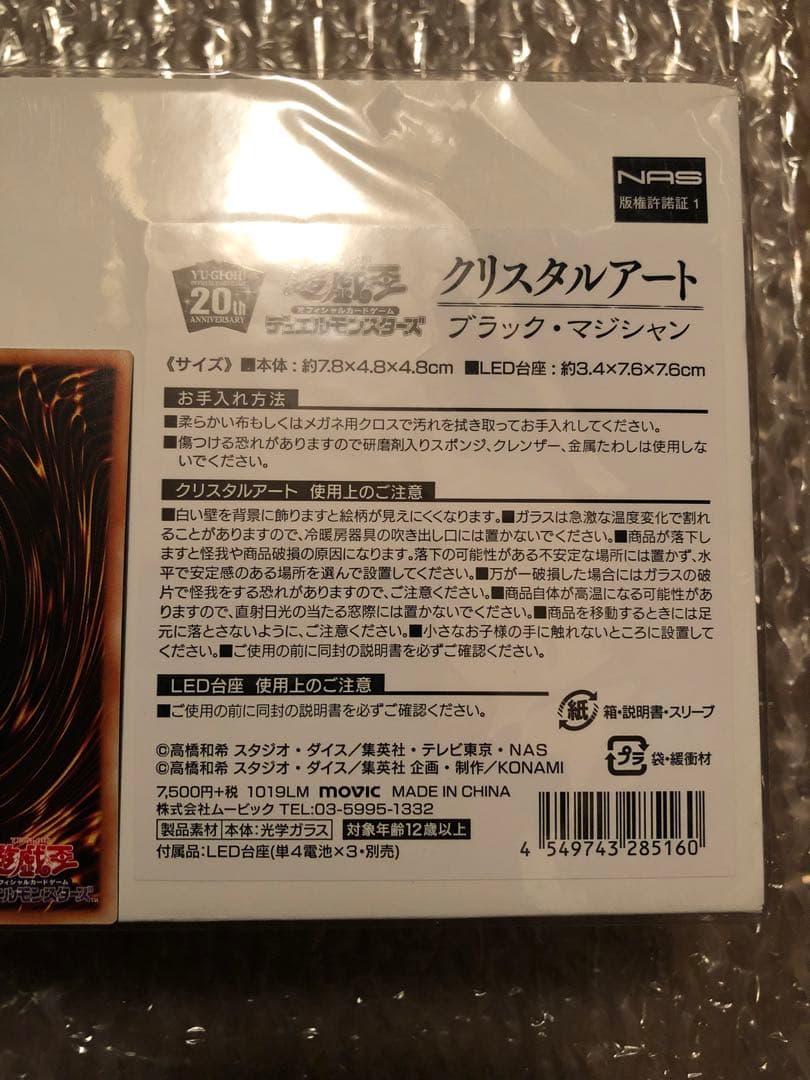 NAS
版権許諾証 1
YU-GI-OH!
20th
ANNIVERSARY
遊戯王
オフィシャルカードゲーム
デュエルモンスターズ
クリスタルアート
ブラック・マジシャン
《サイズ》■本体：約7.8×4.8×4.8cm ■LED台座：約3.4×7.6×7.6cm
お手入れ方法
■柔らかい布もしくはメガネ用クロスで汚れを拭き取ってお手入れしてください。
■傷つける恐れがありますので研磨剤入りスポンジ、クレンザー、金属たわしは使用しな
いでください。
クリスタルアート 使用上のご注意
■白い壁を背景に飾りますと絵柄が見えにくくなります。■ガラスは急激な温度変化で割れ
ることがありますので、冷暖房器具の吹き出し口には置かないでください。■商品が落下し
ますと怪我や商品破損の原因になります。落下の可能性がある不安定な場所には置かず、水
平で安定感のある場所を選んで設置してください。■万が一破損した場合にはガラスの破
片で怪我をする恐れがありますので、ご注意ください。■商品自体が高温になる可能性があ
りますので、直射日光の当たる窓際には置かないでください。■商品を移動するときには足
元に落とさないように、ご注意ください。■小さなお子様の手に触れないところに設置して
ください。■ご使用の前に同封の説明書を必ずご確認ください。
LED台座 使用上のご注意
■ご使用の前に同封の説明書を必ずご確認ください。
紙 箱・説明書・スリーブ
プラ 袋・緩衝材
©高橋和希 スタジオ・ダイス／集英社・テレビ東京・NAS
©高橋和希 スタジオ・ダイス／集英社 企画・制作／KONAMI
7,500円+税 1019LM movic MADE IN CHINA
株式会社ムービック TEL:03-5995-1332
製品素材 本体：光学ガラス 対象年齢12歳以上
付属品：LED台座(単4電池×3・別売)
4 549743 285160
遊戯王
オフィシャルカードゲーム
エルモンスターズ